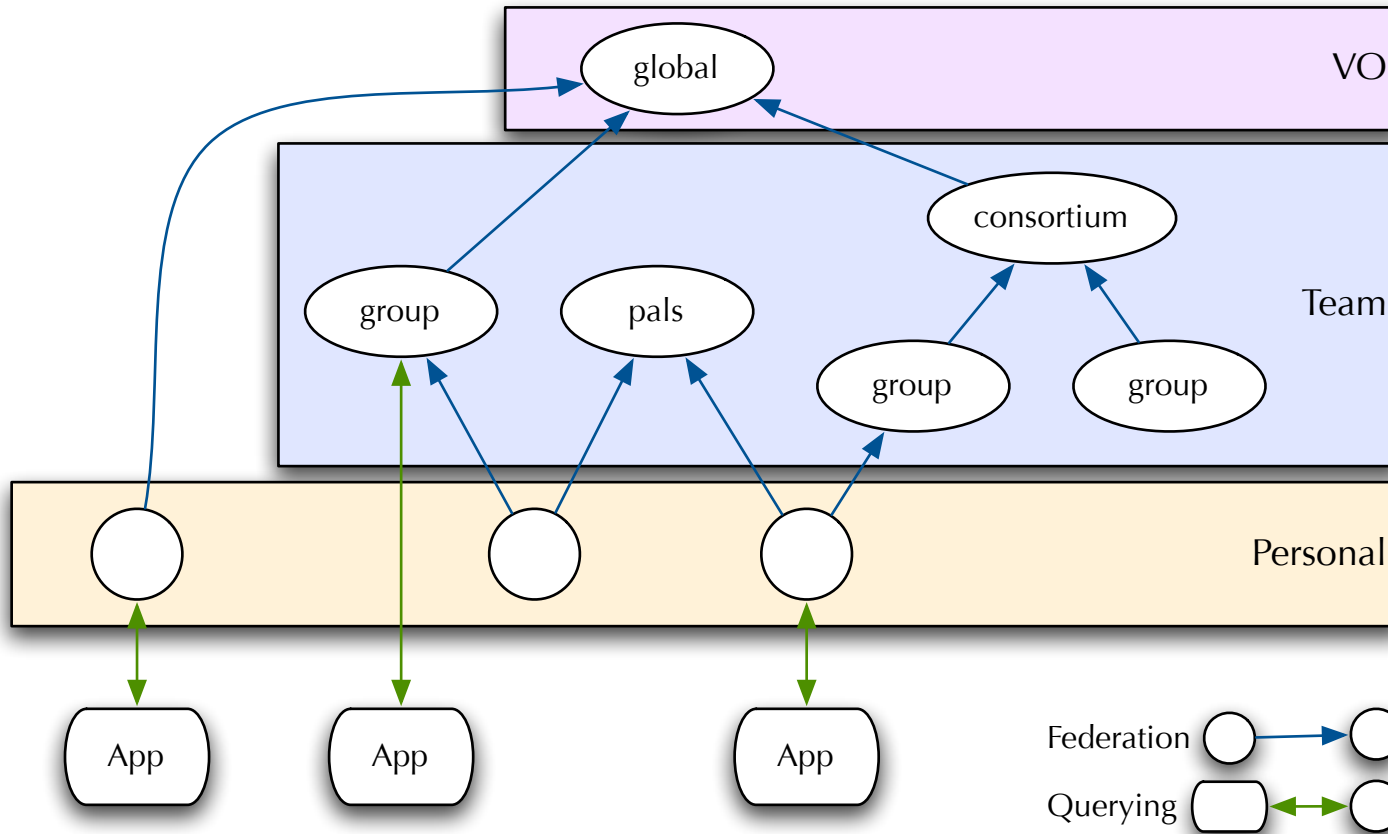 global
VO
consortium
group
pals
Team
group
group
Personal
App
App
App
Federation
Querying